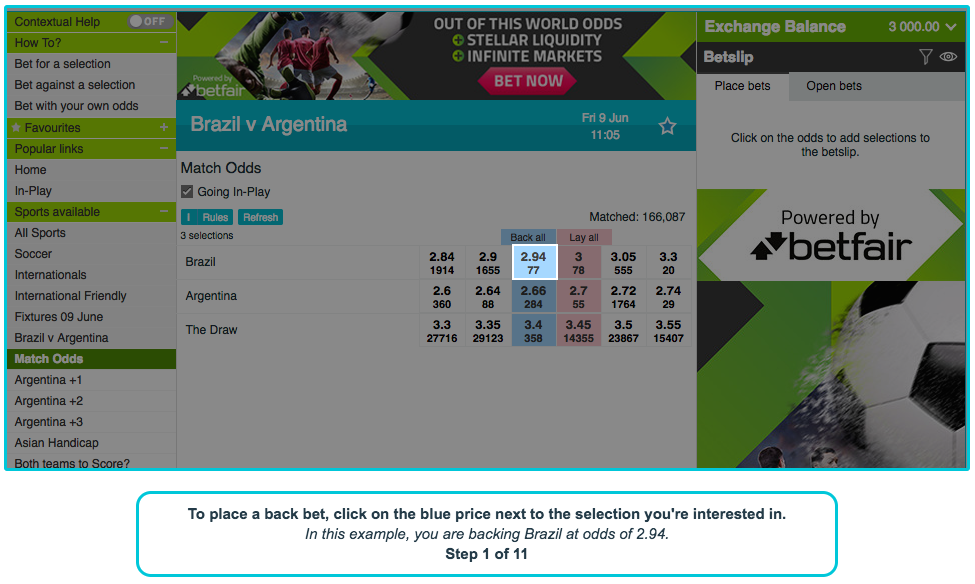 Contextual Help OFF
How To? −
Bet for a selection
Bet against a selection
Bet with your own odds
Favourites +
Popular links −
Home
In-Play
Sports available −
All Sports
Soccer
Internationals
International Friendly
Fixtures 09 June
Brazil v Argentina
Match Odds
Argentina +1
Argentina +2
Argentina +3
Asian Handicap
Both teams to Score?
Powered by
betfair
OUT OF THIS WORLD ODDS
STELLAR LIQUIDITY
INFINITE MARKETS
BET NOW
Brazil v Argentina
Fri 9 Jun
11:05
Match Odds
Going In-Play
I Rules Refresh
Matched: 166,087
3 selections
Back all Lay all
Brazil
2.84 2.9 2.94 3 3.05 3.3
1914 1655 77 78 555 20
Argentina
2.6 2.64 2.66 2.7 2.72 2.74
360 88 284 55 1764 29
The Draw
3.3 3.35 3.4 3.45 3.5 3.55
27716 29123 358 14355 23867 15407
Exchange Balance 3 000.00
Betslip
Place bets Open bets
Click on the odds to add selections to
the betslip.
Powered by
betfair
To place a back bet, click on the blue price next to the selection you're interested in.
In this example, you are backing Brazil at odds of 2.94.
Step 1 of 11